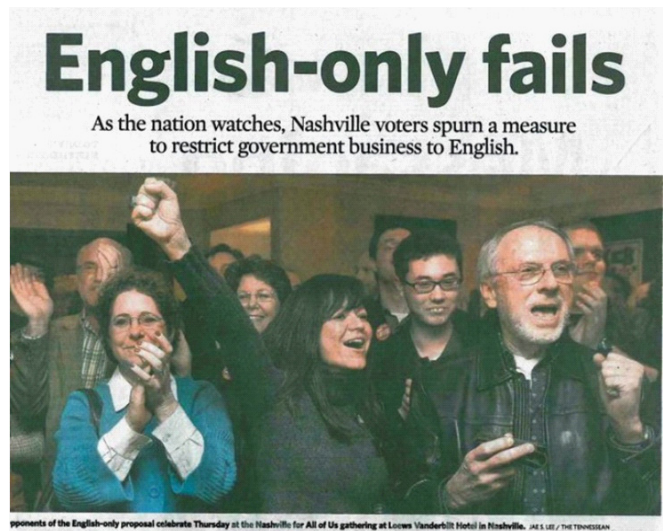 English-only fails
As the nation watches, Nashville voters spurn a measure
to restrict government business to English.
pponents of the English-only proposal celebrate Thursday at the Nashville for All of Us gathering at Loews Vanderbilt Hotel in Nashville. JAE S. LEE / THE TENNESSEAN